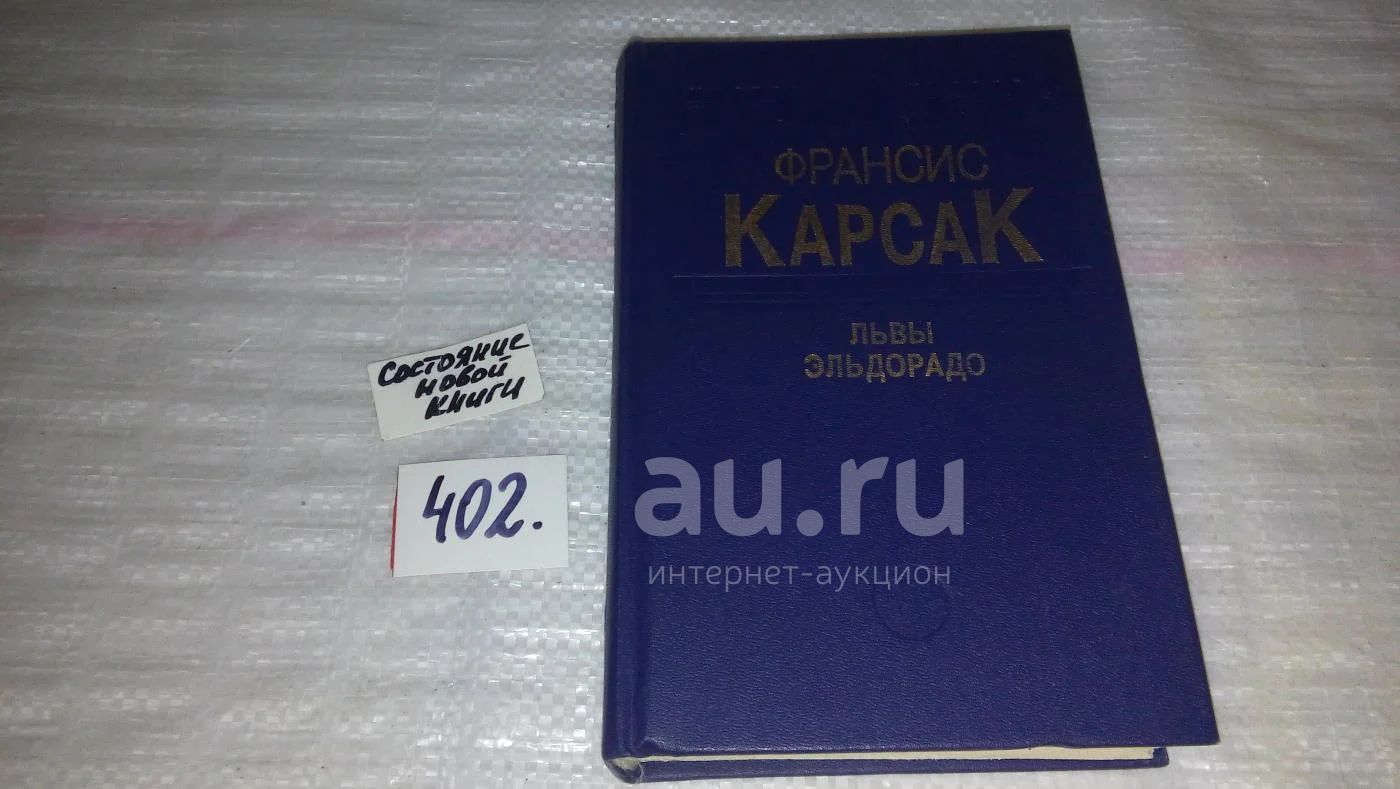 ФРАНСИС
КАРСАК
ЛЬВЫ
ЭЛЬДОРАДО
Состояние
новой
книги
402.
au.ru
интернет-аукцион